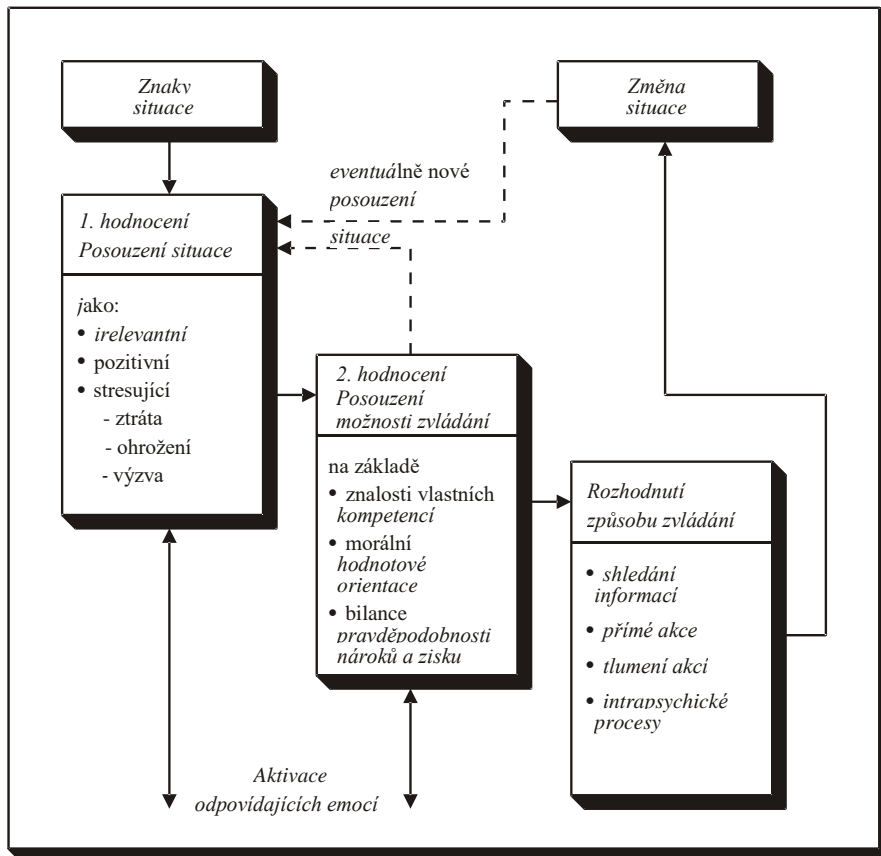 Znaky
situace
Změna
situace
eventuálně nové
posouzení
situace
1. hodnocení
Posouzení situace
jako:
• irelevantní
• pozitivní
• stresující
- ztráta
- ohrožení
- výzva
2. hodnocení
Posouzení
možnosti zvládání
na základě
• znalosti vlastních
kompetencí
• morální
hodnotové
orientace
• bilance
pravděpodobnosti
nároků a zisku
Rozhodnutí
způsobu zvládání
• shledání
informací
• přímé akce
• tlumení akcí
• intrapsychické
procesy
Aktivace
odpovídajících emocí